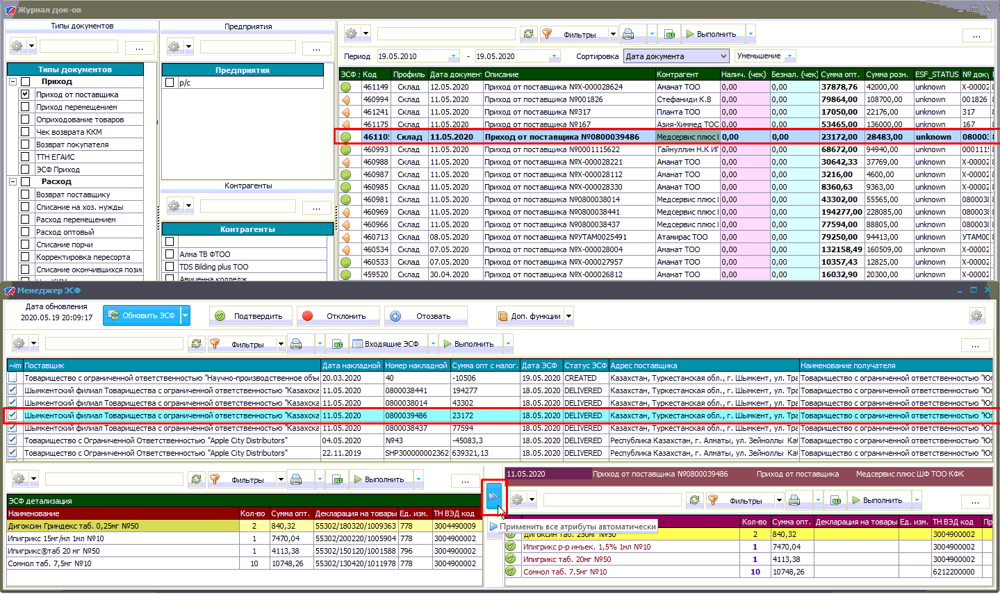 Журнал док-ов
Типы документов
...
Типы документов
Приход
Приход от поставщика
Приход перемещением
Оприходование товаров
Чек возврата ККМ
Возврат покупателя
ТТН ЕГАИС
ЭСФ Приход
Расход
Возврат поставщику
Списание на хоз. нужды
Расход перемещением
Расход оптовый
Списание порчи
Корректировка пересорта
Списание окончившихся пози
Предприятия
...
Предприятия
р/с
Контрагенты
...
Контрагенты
Алма ТВ ФТОО
TDS Bilding plus ТОО
Авиценна колледж
Фильтры XLS Выполнить ...
Период 19.05.2010 - 19.05.2020 Сортировка Дата документа Уменьшение
ЭСФ з Код Профиль Дата докумен Описание Контрагент Налич. (чек) Безнал. (чек) Сумма опт. Сумма розн. ESF_STATUS № доку
461149 Склад 12.05.2020 Приход от поставщика №X-000028624 Аманат ТОО 0,00 0,00 37878,76 42000,00 unknown X-00002
460994 Склад 11.05.2020 Приход от поставщика №001826 Стефаниди К.В 0,00 0,00 79864,00 108700,00 unknown 001826
461241 Склад 11.05.2020 Приход от поставщика №317 Планта ТОО 0,00 0,00 17050,00 22176,00 unknown 317
461175 Склад 11.05.2020 Приход от поставщика №167 Азия-Химмед ТОО 0,00 0,00 53465,00 136000,00 unknown 167
46110 Склад 11.05.2020 Приход от поставщика №0800039486 Медсервис плюс 0,00 0,00 23172,00 28483,00 unknown 0800
460993 Склад 11.05.2020 Приход от поставщика №0001115622 Гайнуллин Н.К ИГ 0,00 0,00 68672,00 94940,00 unknown 000111
460988 Склад 11.05.2020 Приход от поставщика №X-000028221 Аманат ТОО 0,00 0,00 30642,33 37769,00 unknown X-00002
460987 Склад 11.05.2020 Приход от поставщика №X-000028112 Аманат ТОО 0,00 0,00 3216,00 4600,00 unknown X-00002
460985 Склад 11.05.2020 Приход от поставщика №X-000028330 Аманат ТОО 0,00 0,00 8360,63 9363,00 unknown X-00002
460981 Склад 11.05.2020 Приход от поставщика №0800038014 Медсервис плюс 0,00 0,00 43302,00 55565,00 unknown 080003
460969 Склад 11.05.2020 Приход от поставщика №0800038441 Медсервис плюс 0,00 0,00 194277,00 228085,00 unknown 080003
460966 Склад 11.05.2020 Приход от поставщика №0800038437 Медсервис плюс 0,00 0,00 77594,00 88805,00 unknown 080003
460713 Склад 08.05.2020 Приход от поставщика №УТАМ0025491 Атамирас ТОО 0,00 0,00 79250,00 94413,00 unknown УТАМ00
460534 Склад 07.05.2020 Приход от поставщика №X-000028004 Аманат ТОО 0,00 0,00 132158,49 160509,00 unknown X-00002
460533 Склад 07.05.2020 Приход от поставщика №X-000027957 Аманат ТОО 0,00 0,00 10357,43 12825,00 unknown X-00002
459520 Склад 30.04.2020 Приход от поставщика №X-000026812 Аманат ТОО 0,00 0,00 16032,90 20300,00 unknown X-00002
Менеджер ЭСФ
Дата обновления
2020.05.19 20:09:17
Обновить ЭСФ Подтвердить Отклонить Отозвать Доп. функции
Фильтры XLS Входящие ЭСФ Выполнить ...
~im Поставщик Дата накладной Номер накладной Сумма опт с налог. Дата ЭСФ Статус ЭСФ Адрес поставщика Наименование получателя
Товарищество с ограниченной ответственностью "Научно-производственное объе 20.03.2020 40 -10506 19.05.2020 CREATED Казахстан, Туркестанская обл., г. Шымкент, ул. Тра Товарищество с ограниченной ответственностью "Юг
Шымкентский филиал Товарищества с ограниченной ответственностью "Казахска 11.05.2020 0800038441 194277 18.05.2020 DELIVERED Казахстан, Туркестанская обл., г. Шымкент, ул. Тра Товарищество с ограниченной ответственностью "Юг
Шымкентский филиал Товарищества с ограниченной ответственностью "Казахска 11.05.2020 0800038014 43302 18.05.2020 DELIVERED Казахстан, Туркестанская обл., г. Шымкент, ул. Тра Товарищество с ограниченной ответственностью "Юг
Шымкентский филиал Товарищества с ограниченной ответственностью "Казахска 11.05.2020 0800039486 23172 18.05.2020 DELIVERED Казахстан, Туркестанская обл., г. Шымкент, ул. Тра Товарищество с ограниченной ответственностью "Юг
Шымкентский филиал Товарищества с ограниченной ответственностью "Казахска 11.05.2020 0800038437 77594 18.05.2020 DELIVERED Казахстан, Туркестанская обл., г. Шымкент, ул. Тра Товарищество с ограниченной ответственностью "Юг
Товарищество с Ограниченной Ответственностью "Apple City Distributors" 04.05.2020 №43 -45083,3 18.05.2020 DELIVERED Республика Казахстан, г. Алматы, ул. Зейноллы Каб Товарищество с ограниченной ответственностью "Юг
Товарищество с Ограниченной Ответственностью "Apple City Distributors" 22.11.2019 SHP300000002362 639321,13 18.05.2020 DELIVERED Республика Казахстан, г. Алматы, ул. Зейноллы Каб Товарищество с ограниченной ответственностью "Юг
Фильтры XLS Выполнить ...
ЭСФ детализация
Наименование Кол-во Сумма опт. Декларация на товары Ед. изм. ТН ВЭД код
Дигоксин Гриндекс таб. 0,25мг №50 2 840,32 55302/180320/1009363 778 3004490009
Ипигрикс 15мг/мл 1мл №10 1 7470,04 55302/200220/1005904 778 3004900002
Ипигрикс®таб 20 мг №50 1 4113,38 55302/150120/1001588 796 3004900002
Сомнол таб. 7,5мг №10 10 10748,26 55302/130420/1011978 778 3004900002
11.05.2020 Приход от поставщика №0800039486 Приход от поставщика Медсервис плюс ШФ ТОО КФК
Фильтры XLS Выполнить ...
Кол-во Сумма опт. Декларация на товары Ед. изм. ТН ВЭД код Пр
Применить все атрибуты автоматически
Дигоксин таб. 250мг №50 2 840,32 3004900002
Ипигрикс р-р инъек. 1,5% 1мл №10 1 7470,04 3004900002
Ипигрикс таб. 20мг №50 1 4113,38 3004900002
Сомнол таб. 7.5мг №10 10 10748,26 6212200000